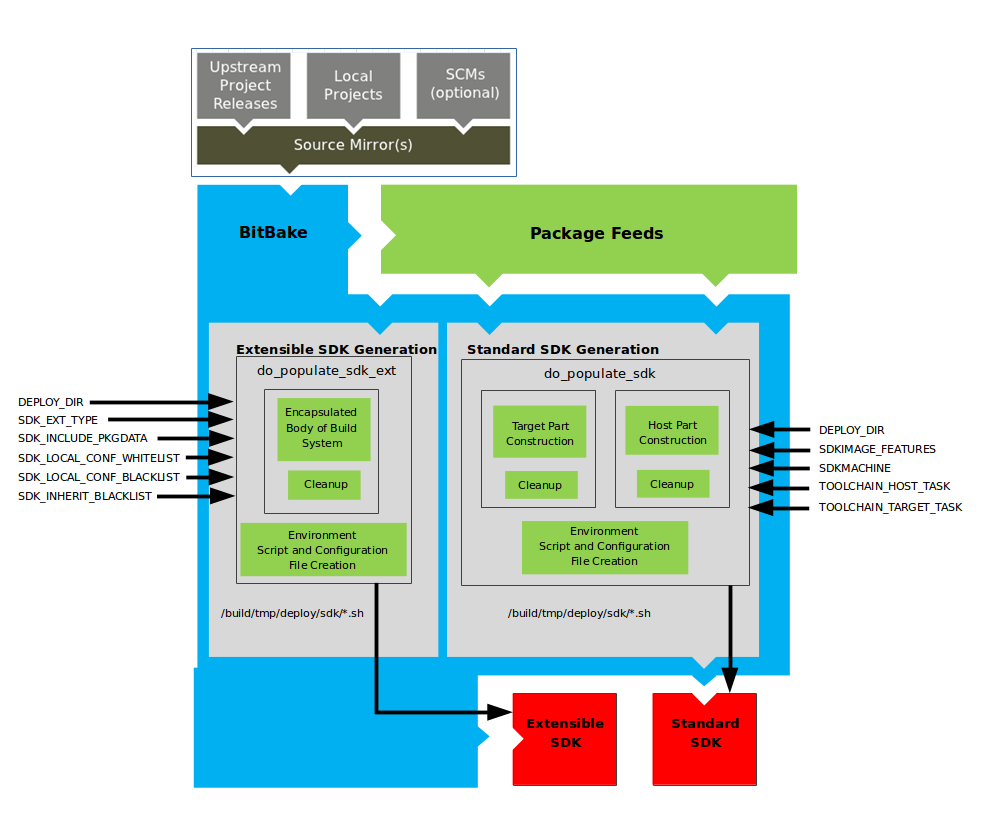 Upstream
Project
Releases
Local
Projects
SCMs
(optional)
Source Mirror(s)
BitBake
Package Feeds
Extensible SDK Generation
do_populate_sdk_ext
Encapsulated
Body of Build
System
Cleanup
Environment
Script and Configuration
File Creation
/build/tmp/deploy/sdk/*.sh
Standard SDK Generation
do_populate_sdk
Target Part
Construction
Cleanup
Host Part
Construction
Cleanup
Environment
Script and Configuration
File Creation
/build/tmp/deploy/sdk/*.sh
DEPLOY_DIR
SDK_EXT_TYPE
SDK_INCLUDE_PKGDATA
SDK_LOCAL_CONF_WHITELIST
SDK_LOCAL_CONF_BLACKLIST
SDK_INHERIT_BLACKLIST
DEPLOY_DIR
SDKIMAGE_FEATURES
SDKMACHINE
TOOLCHAIN_HOST_TASK
TOOLCHAIN_TARGET_TASK
Extensible
SDK
Standard
SDK